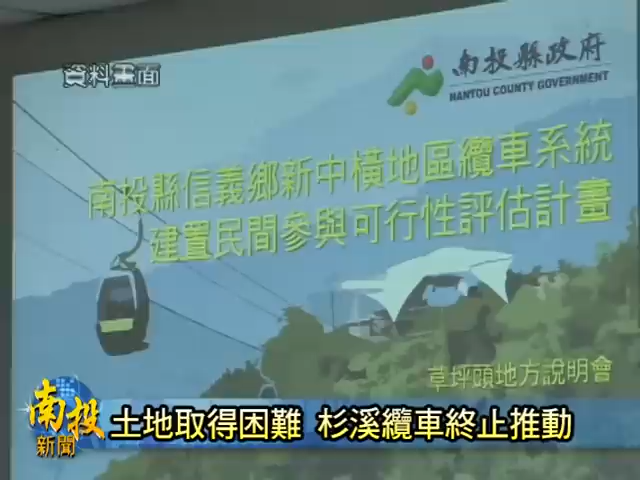 資料畫面
南投縣政府
NANTOU COUNTY GOVERNMENT
南投縣信義鄉新中橫地區纜車系統
建置民間參與可行性評估計畫
草坪頭地方說明會
南投
新聞
土地取得困難 杉溪纜車終止推動